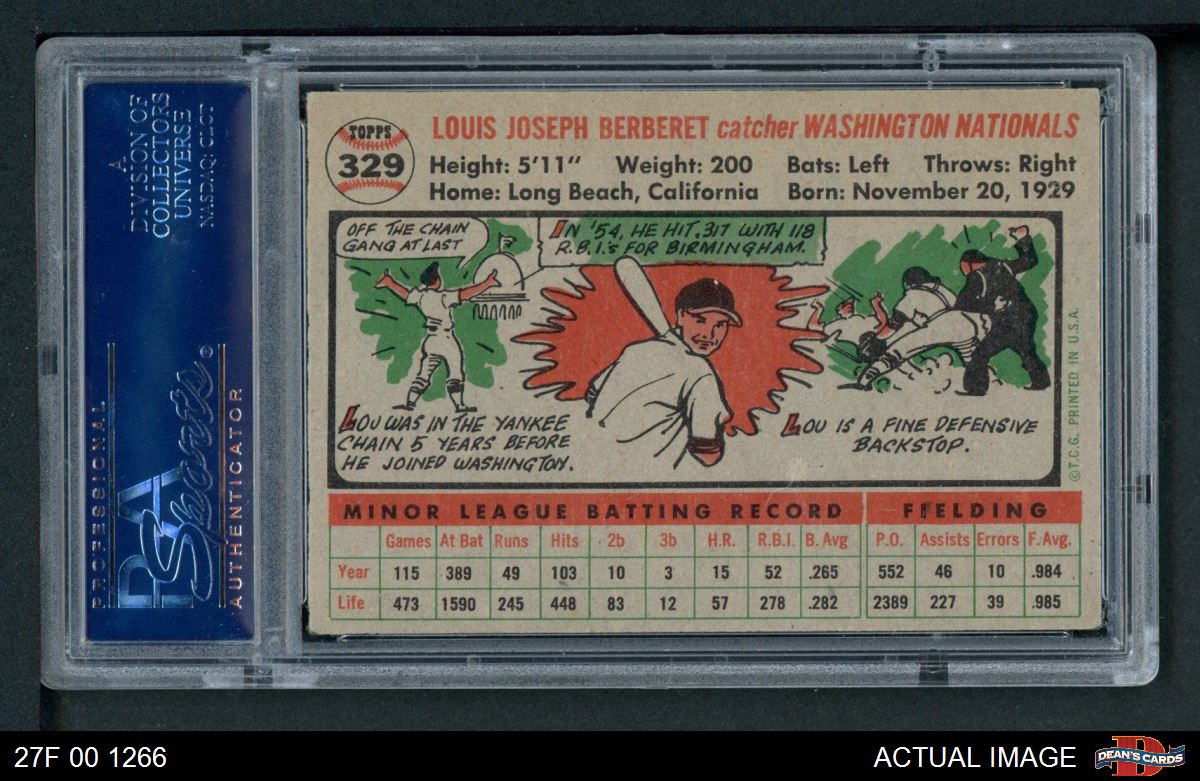 A
DIVISION OF
COLLECTORS
UNIVERSE
NASDAQ: CLCT
PROFESSIONAL
PSA
Sports®
AUTHENTICATOR
TOPPS
329
LOUIS JOSEPH BERBERET catcher WASHINGTON NATIONALS
Height: 5'11" Weight: 200 Bats: Left Throws: Right
Home: Long Beach, California Born: November 20, 1929
OFF THE CHAIN
GANG AT LAST
IN '54, HE HIT .317 WITH 118
R.B.I.'s FOR BIRMINGHAM.
LOU WAS IN THE YANKEE
CHAIN 5 YEARS BEFORE
HE JOINED WASHINGTON.
LOU IS A FINE DEFENSIVE
BACKSTOP.
©T.C.G. PRINTED IN U.S.A.
MINOR LEAGUE BATTING RECORD FIELDING
Games At Bat Runs Hits 2b 3b H.R. R.B.I. B. Avg P.O. Assists Errors F. Avg.
Year 115 389 49 103 10 3 15 52 .265 552 46 10 .984
Life 473 1590 245 448 83 12 57 278 .282 2389 227 39 .985
27F 00 1266
ACTUAL IMAGE
DEAN'S CARDS